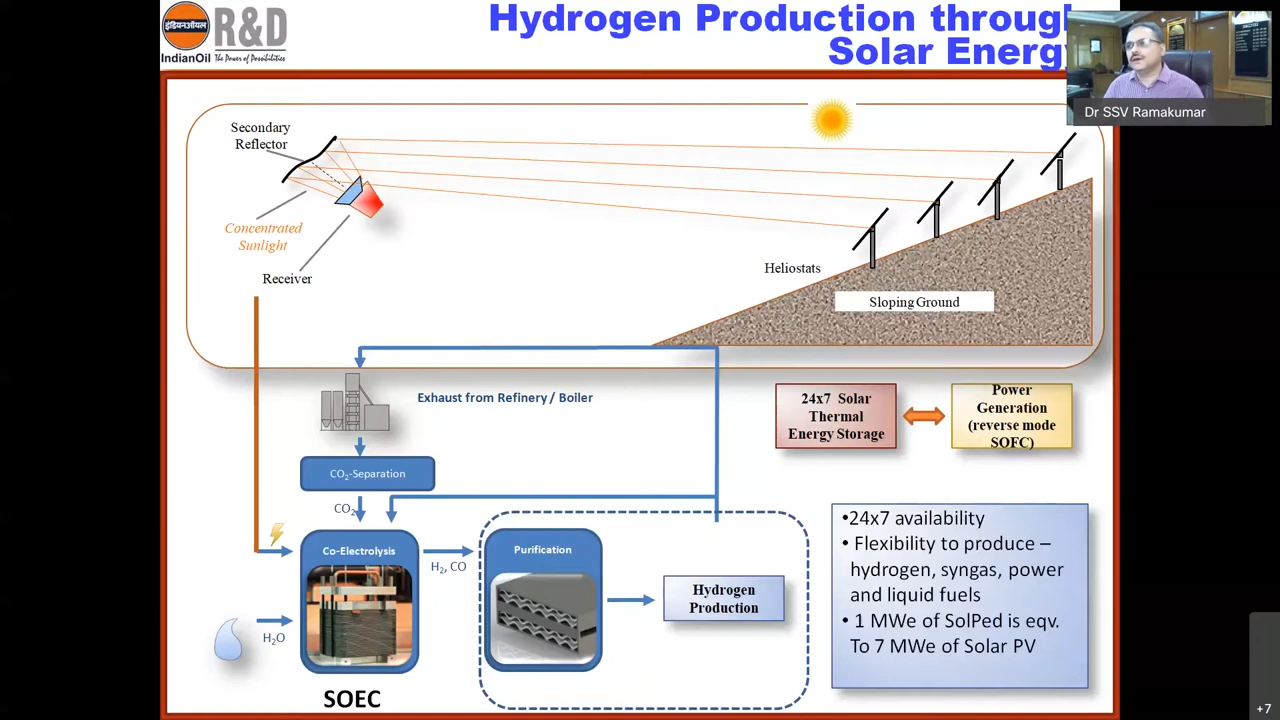 इंडियनऑयल
IndianOil
R&D
The Power of Possibilities
Hydrogen Production through
Solar Energy
Dr SSV Ramakumar
Secondary
Reflector
Concentrated
Sunlight
Receiver
Heliostats
Sloping Ground
Exhaust from Refinery / Boiler
CO2-Separation
CO2
24x7 Solar
Thermal
Energy Storage
Power
Generation
(reverse mode
SOFC)
Co-Electrolysis
H2, CO
H2O
SOEC
Purification
Hydrogen
Production
•24x7 availability
• Flexibility to produce –
hydrogen, syngas, power
and liquid fuels
• 1 MWe of SolPed is eqv.
To 7 MWe of Solar PV
+7